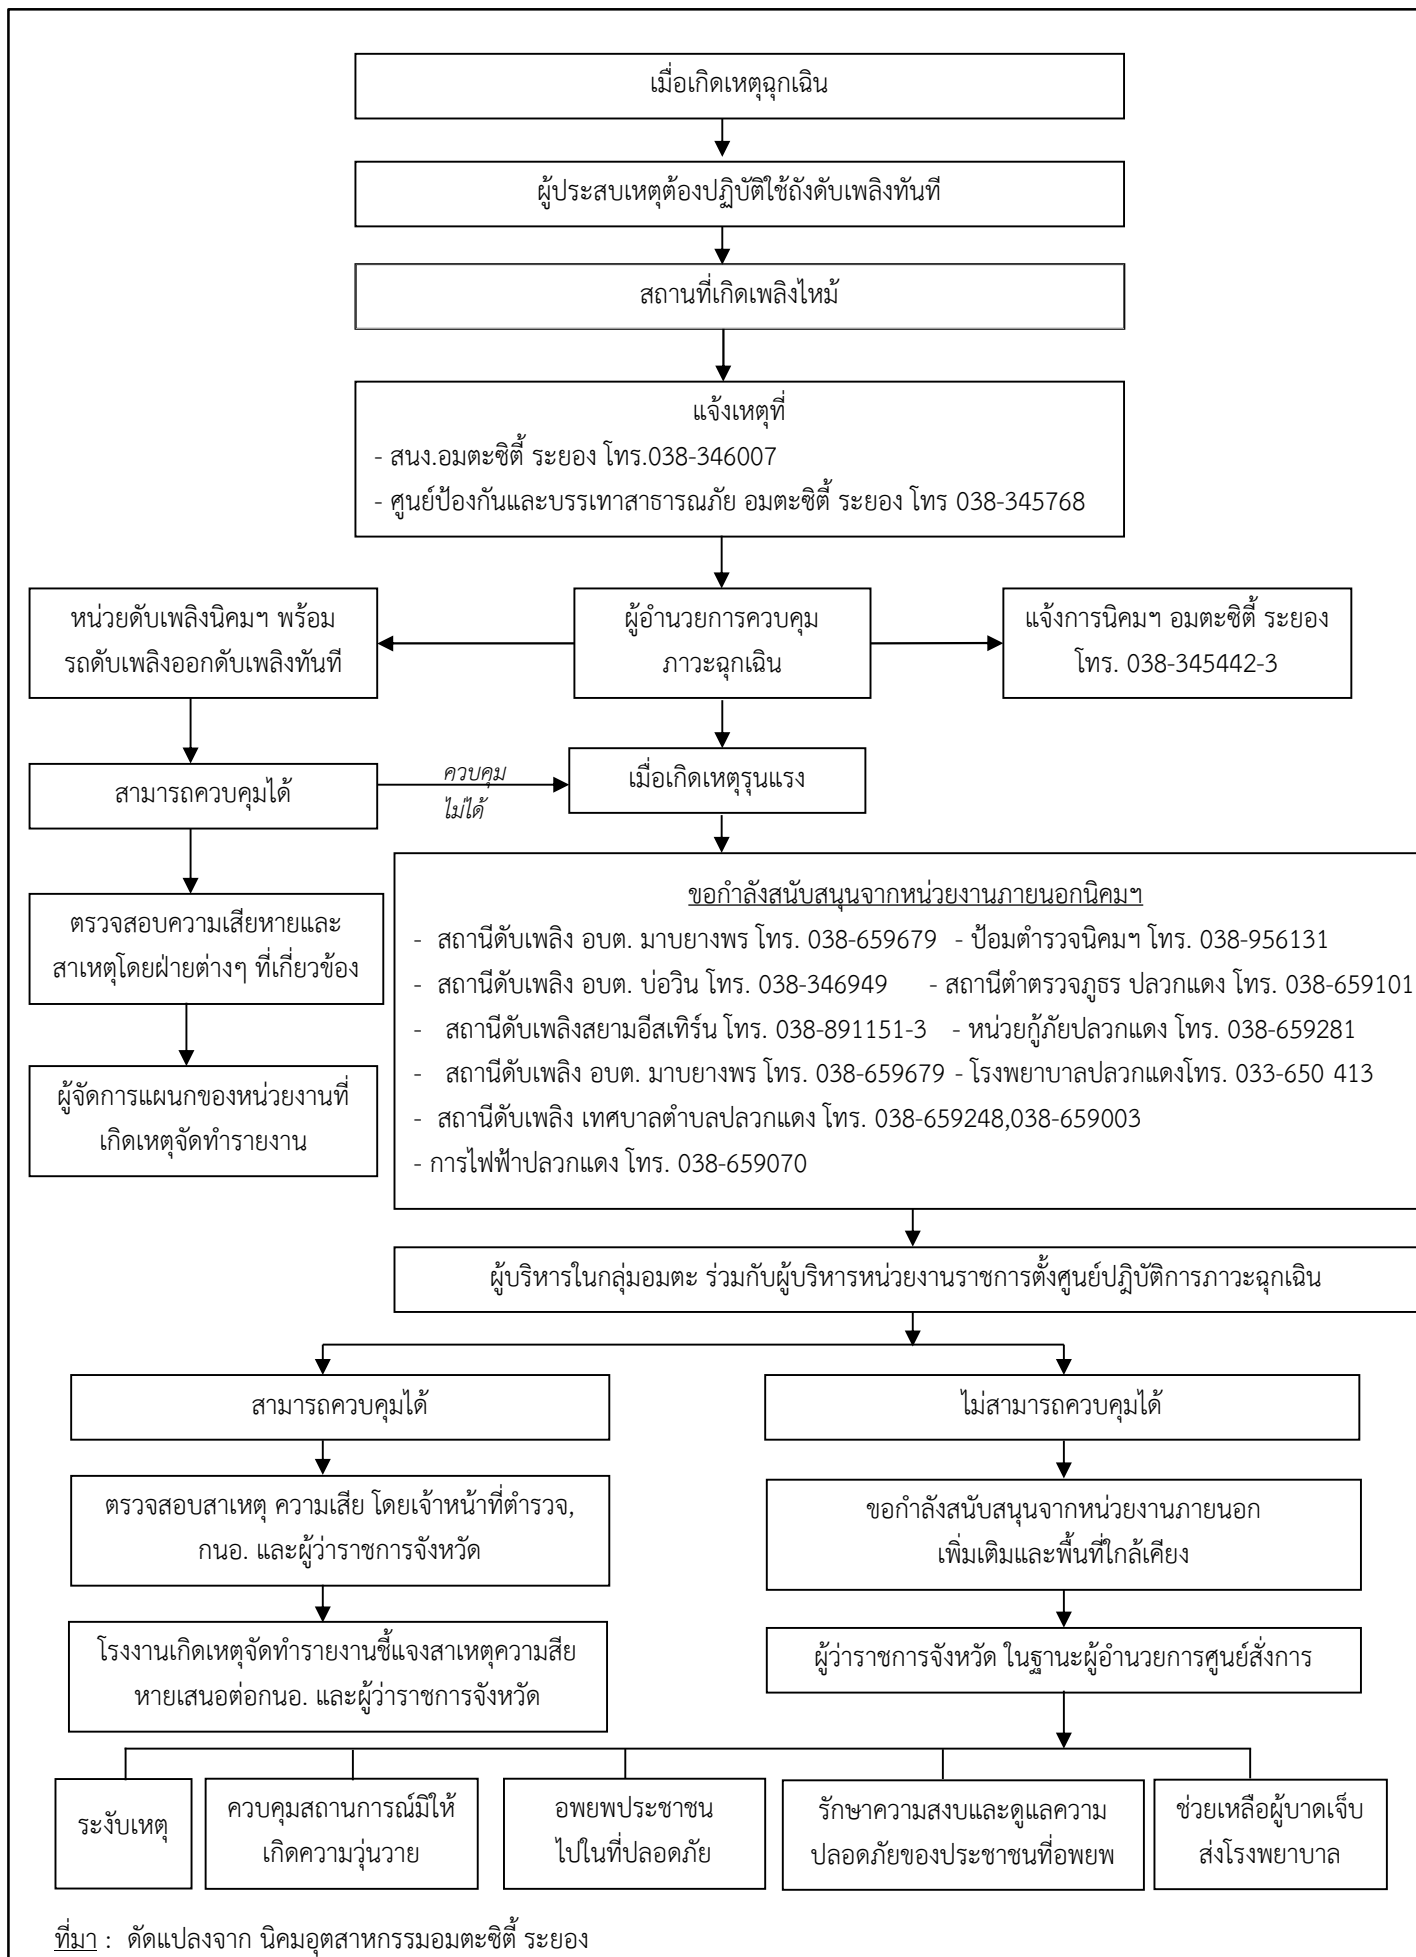 เมื่อเกิดเหตุฉุกเฉิน
ผู้ประสบเหตุต้องปฏิบัติใช้ถังดับเพลิงทันที
สถานที่เกิดเพลิงไหม้
แจ้งเหตุที่
- สนง.อมตะซิตี้ ระยอง โทร.038-346007
- ศูนย์ป้องกันและบรรเทาสาธารณภัย อมตะซิตี้ ระยอง โทร 038-345768
หน่วยดับเพลิงนิคมฯ พร้อม
รถดับเพลิงออกดับเพลิงทันที
ผู้อำนวยการควบคุม
ภาวะฉุกเฉิน
แจ้งการนิคมฯ อมตะซิตี้ ระยอง
โทร. 038-345442-3
สามารถควบคุมได้
ควบคุม
ไม่ได้
เมื่อเกิดเหตุรุนแรง
ตรวจสอบความเสียหายและ
สาเหตุโดยฝ่ายต่างๆ ที่เกี่ยวข้อง
ผู้จัดการแผนกของหน่วยงานที่
เกิดเหตุจัดทำรายงาน
ขอกำลังสนับสนุนจากหน่วยงานภายนอกนิคมฯ
- สถานีดับเพลิง อบต. มาบยางพร โทร. 038-659679 - ป้อมตำรวจนิคมฯ โทร. 038-956131
- สถานีดับเพลิง อบต. บ่อวิน โทร. 038-346949 - สถานีตำตรวจภูธร ปลวกแดง โทร. 038-659101
- สถานีดับเพลิงสยามอีสเทิร์น โทร. 038-891151-3 - หน่วยกู้ภัยปลวกแดง โทร. 038-659281
- สถานีดับเพลิง อบต. มาบยางพร โทร. 038-659679 - โรงพยาบาลปลวกแดงโทร. 033-650 413
- สถานีดับเพลิง เทศบาลตำบลปลวกแดง โทร. 038-659248,038-659003
- การไฟฟ้าปลวกแดง โทร. 038-659070
ผู้บริหารในกลุ่มอมตะ ร่วมกับผู้บริหารหน่วยงานราชการตั้งศูนย์ปฎิบัติการภาวะฉุกเฉิน
สามารถควบคุมได้
ไม่สามารถควบคุมได้
ตรวจสอบสาเหตุ ความเสีย โดยเจ้าหน้าที่ตำรวจ,
กนอ. และผู้ว่าราชการจังหวัด
ขอกำลังสนับสนุนจากหน่วยงานภายนอก
เพิ่มเติมและพื้นที่ใกล้เคียง
โรงงานเกิดเหตุจัดทำรายงานชี้แจงสาเหตุความสีย
หายเสนอต่อกนอ. และผู้ว่าราชการจังหวัด
ผู้ว่าราชการจังหวัด ในฐานะผู้อำนวยการศูนย์สั่งการ
ระงับเหตุ
ควบคุมสถานการณ์มิให้
เกิดความวุ่นวาย
อพยพประชาชน
ไปในที่ปลอดภัย
รักษาความสงบและดูแลความ
ปลอดภัยของประชาชนที่อพยพ
ช่วยเหลือผู้บาดเจ็บ
ส่งโรงพยาบาล
ที่มา : ดัดแปลงจาก นิคมอุตสาหกรรมอมตะซิตี้ ระยอง